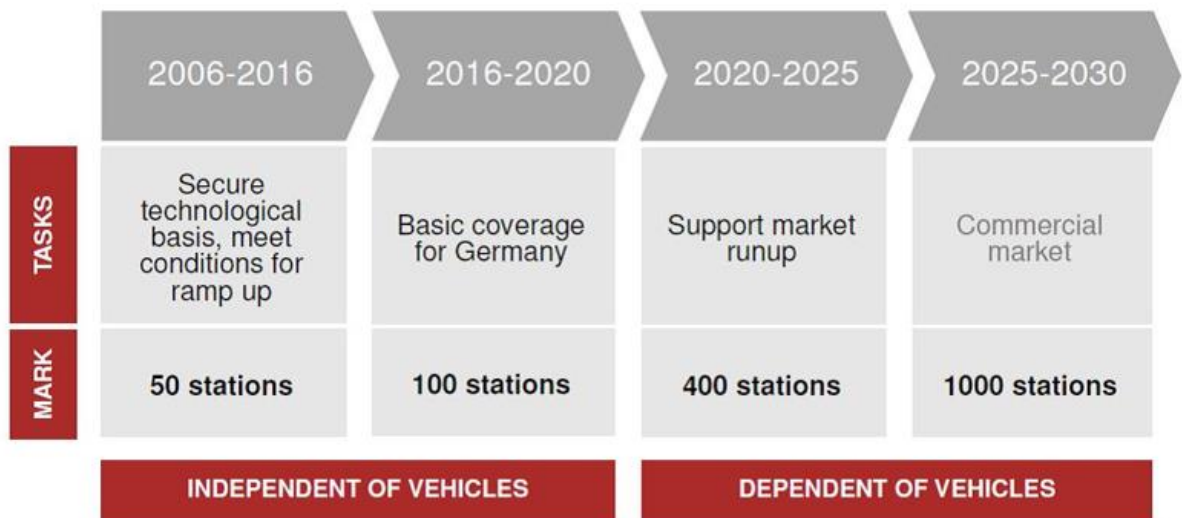 2006-2016
2016-2020
2020-2025
2025-2030
TASKS
Secure
technological
basis, meet
conditions for
ramp up
Basic coverage
for Germany
Support market
runup
Commercial
market
MARK
50 stations
100 stations
400 stations
1000 stations
INDEPENDENT OF VEHICLES
DEPENDENT OF VEHICLES